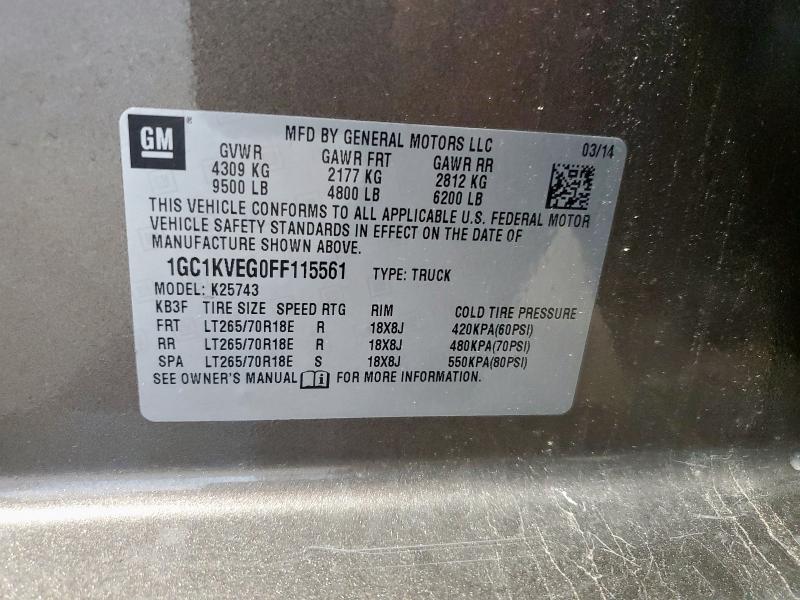 GM ®
MFD BY GENERAL MOTORS LLC 03/14
GVWR GAWR FRT GAWR RR
4309 KG 2177 KG 2812 KG
9500 LB 4800 LB 6200 LB
THIS VEHICLE CONFORMS TO ALL APPLICABLE U.S. FEDERAL MOTOR
VEHICLE SAFETY STANDARDS IN EFFECT ON THE DATE OF
MANUFACTURE SHOWN ABOVE.
1GC1KVEG0FF115561 TYPE: TRUCK
MODEL: K25743
KB3F TIRE SIZE SPEED RTG RIM COLD TIRE PRESSURE
FRT LT265/70R18E R 18X8J 420KPA(60PSI)
RR LT265/70R18E R 18X8J 480KPA(70PSI)
SPA LT265/70R18E S 18X8J 550KPA(80PSI)
SEE OWNER'S MANUAL i FOR MORE INFORMATION.